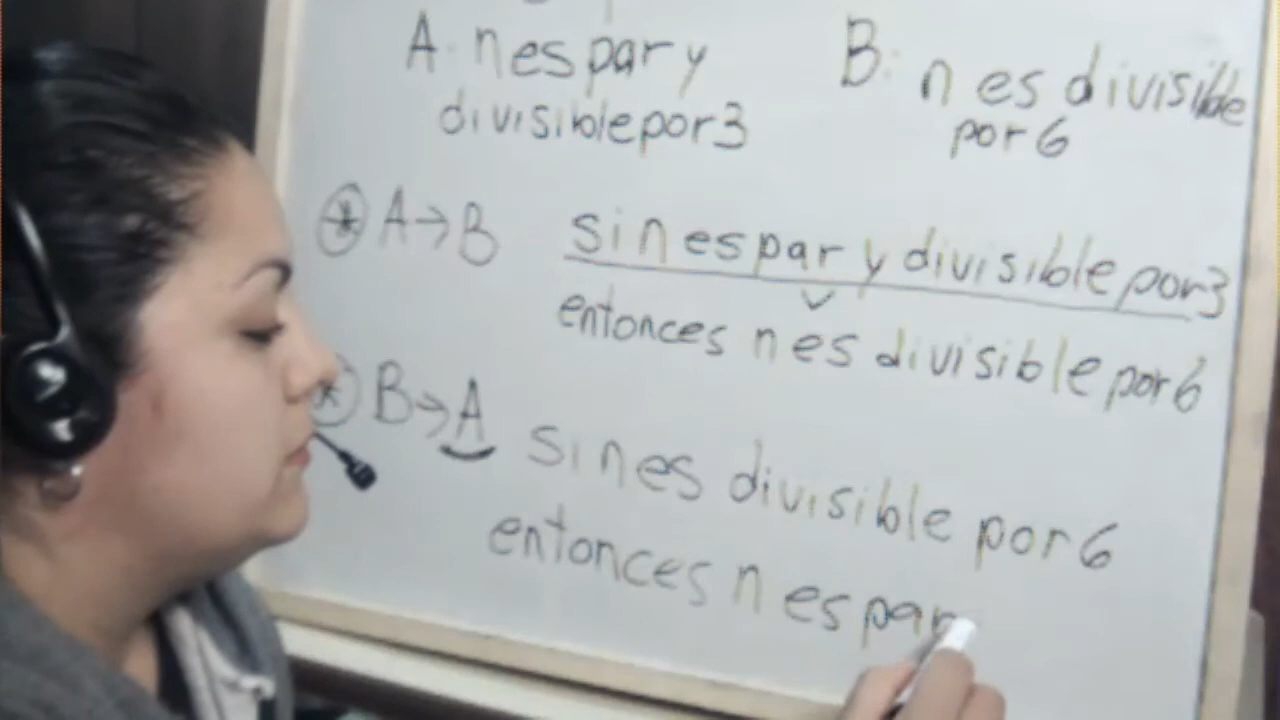 A: n es par y
divisible por 3
B: n es divisible
por 6
* A→B si n es par y divisible por 3
entonces n es divisible por 6
* B→A si n es divisible por 6
entonces n es par